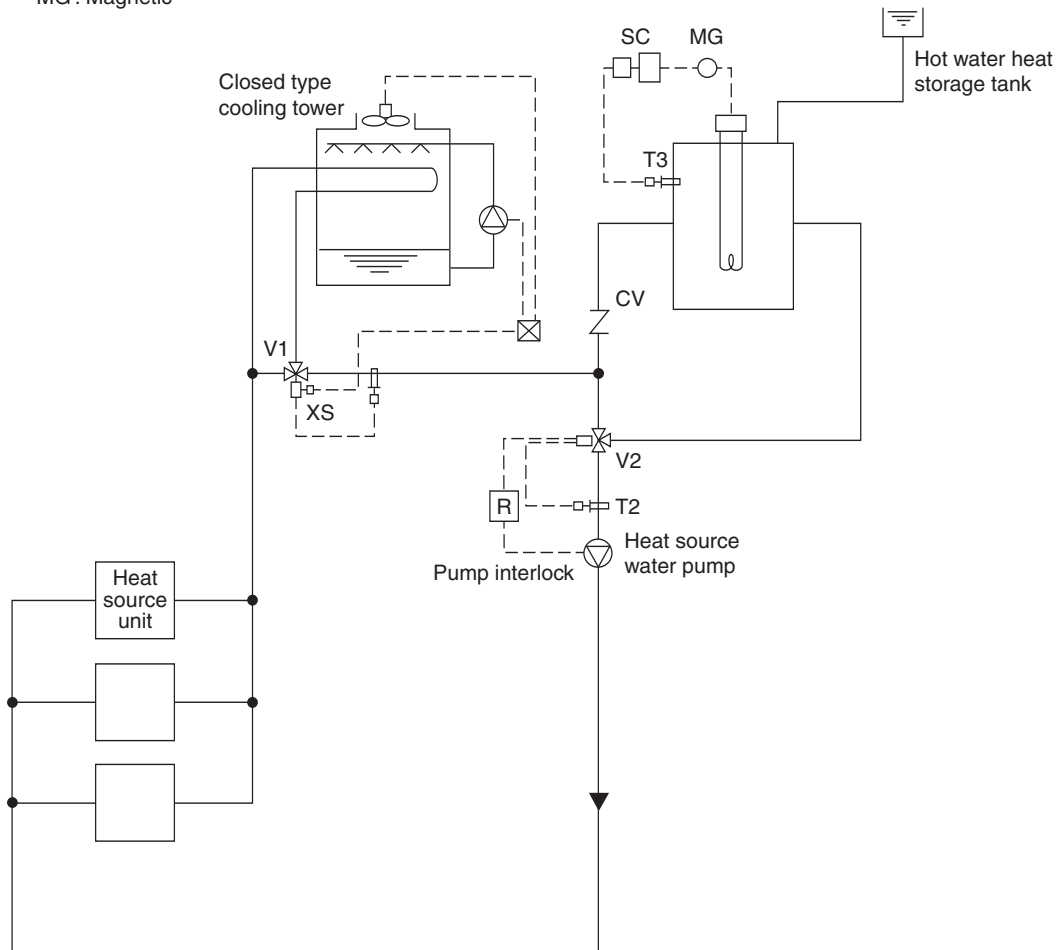 MG : Magnetic
SC
MG
Hot water heat
storage tank
Closed type
cooling tower
T3
CV
V1
XS
V2
R
T2
Heat source
water pump
Pump interlock
Heat
source
unit